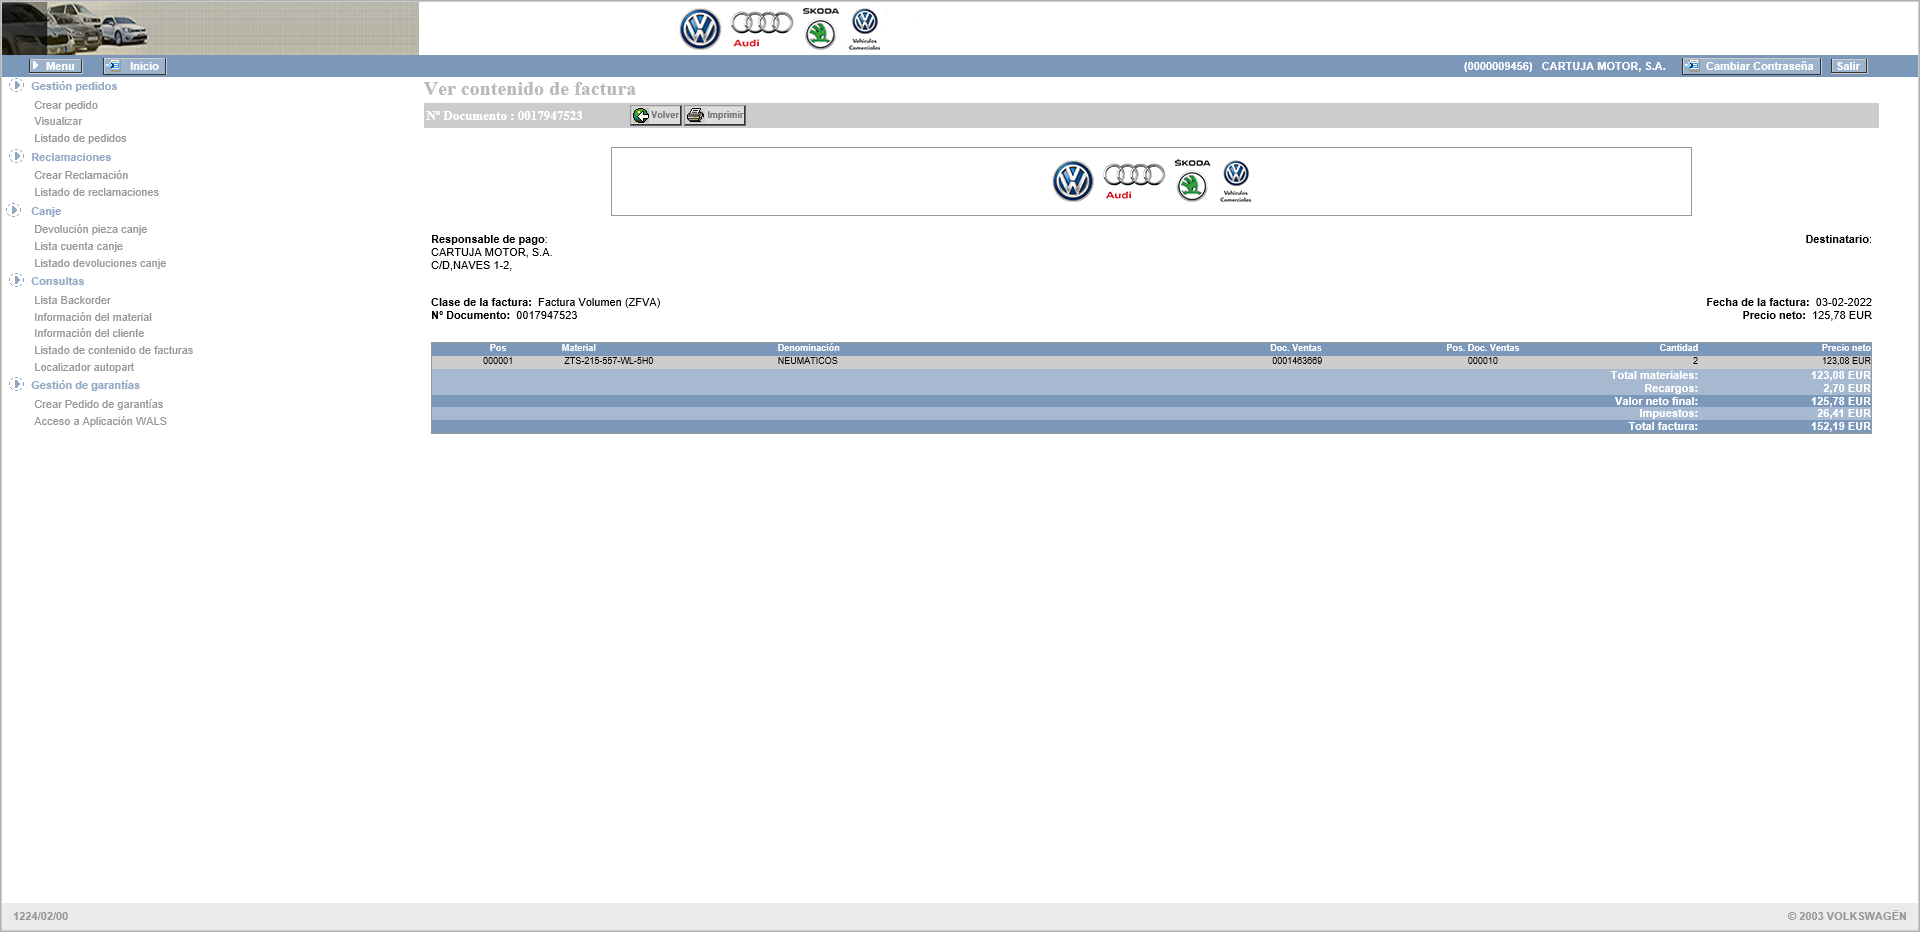 ŠKODA
Audi
Vehículos
Comerciales
Menu Inicio (0000009456) CARTUJA MOTOR, S.A. Cambiar Contraseña Salir
Gestión pedidos
Crear pedido
Visualizar
Listado de pedidos
Reclamaciones
Crear Reclamación
Listado de reclamaciones
Canje
Devolución pieza canje
Lista cuenta canje
Listado devoluciones canje
Consultas
Lista Backorder
Información del material
Información del cliente
Listado de contenido de facturas
Localizador autopart
Gestión de garantías
Crear Pedido de garantías
Acceso a Aplicación WALS
Ver contenido de factura
Nº Documento : 0017947523 Volver Imprimir
ŠKODA
Audi
Vehículos
Comerciales
Responsable de pago: Destinatario:
CARTUJA MOTOR, S.A.
C/D,NAVES 1-2,
Clase de la factura: Factura Volumen (ZFVA) Fecha de la factura: 03-02-2022
Nº Documento: 0017947523 Precio neto: 125,78 EUR
Pos Material Denominación Doc. Ventas Pos. Doc. Ventas Cantidad Precio neto
000001 ZTS-215-557-WL-5H0 NEUMATICOS 0001463669 000010 2 123,08 EUR
Total materiales: 123,08 EUR
Recargos: 2,70 EUR
Valor neto final: 125,78 EUR
Impuestos: 26,41 EUR
Total factura: 152,19 EUR
1224/02/00 © 2003 VOLKSWAGËN